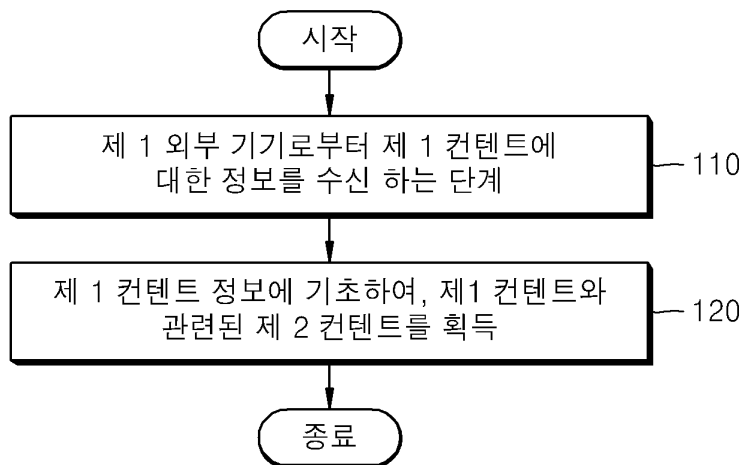 시작
제 1 외부 기기로부터 제 1 컨텐트에
대한 정보를 수신 하는 단계
110
제 1 컨텐트 정보에 기초하여, 제1 컨텐트와
관련된 제 2 컨텐트를 획득
120
종료